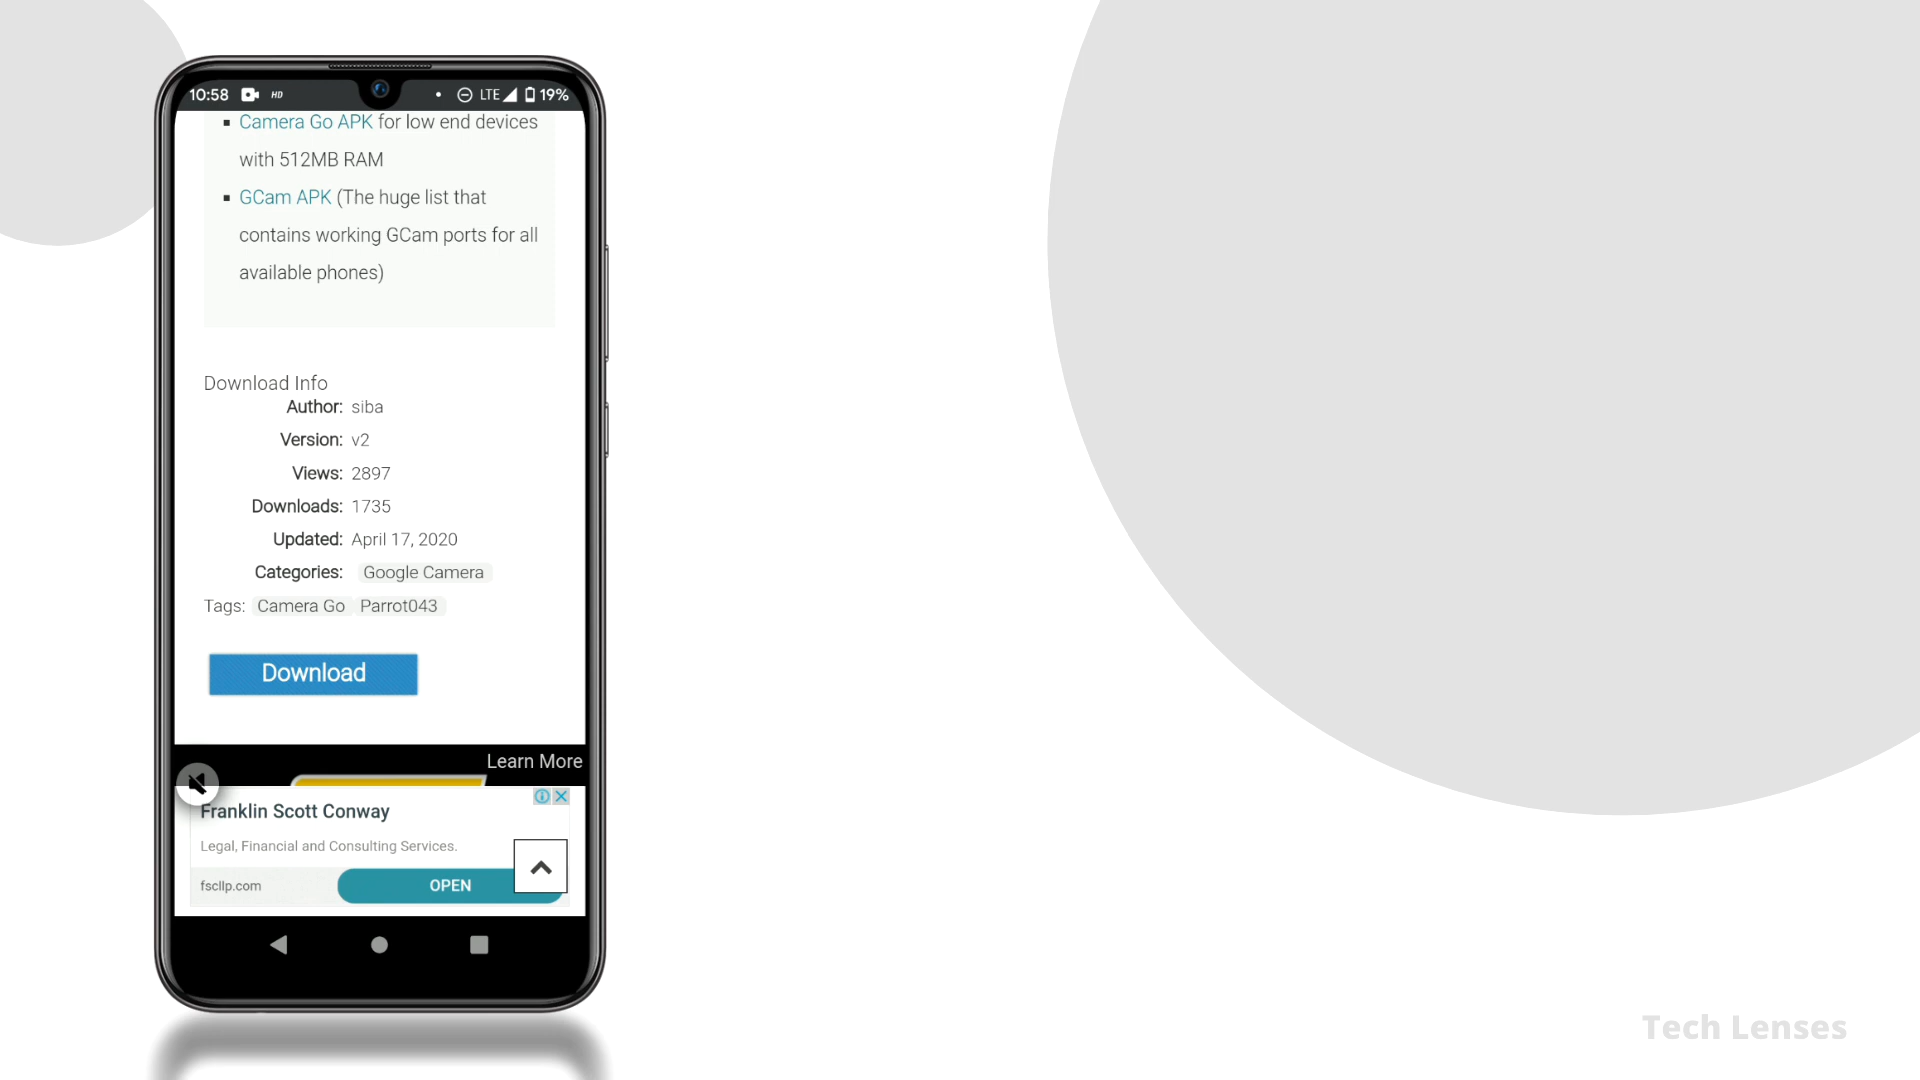 10:58 HD LTE 19%
Camera Go APK for low end devices
with 512MB RAM
GCam APK (The huge list that
contains working GCam ports for all
available phones)
Download Info
Author: siba
Version: v2
Views: 2897
Downloads: 1735
Updated: April 17, 2020
Categories: Google Camera
Tags: Camera Go Parrot043
Download
Learn More
Franklin Scott Conway
Legal, Financial and Consulting Services.
fscllp.com OPEN
Tech Lenses